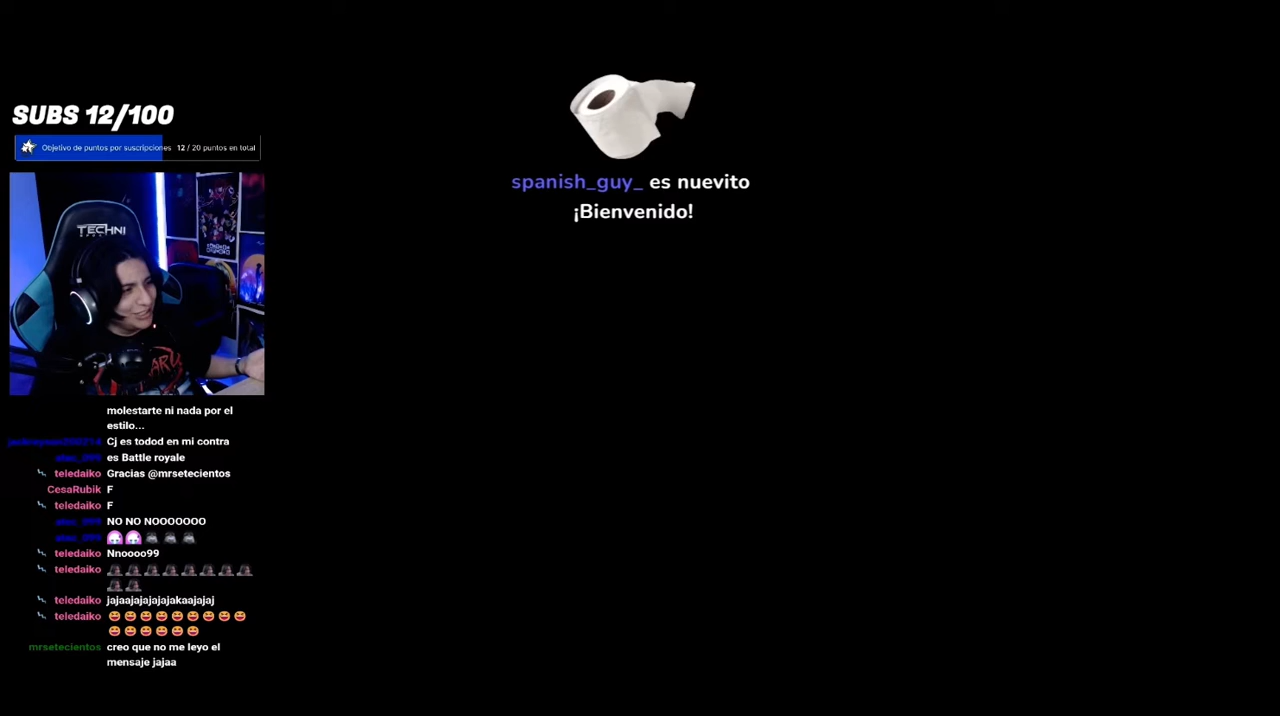 SUBS 12/100
Objetivo de puntos por suscripciones 12 / 20 puntos en total
spanish_guy_ es nuevito
¡Bienvenido!
TECHNI
molestarte ni nada por el
estilo...
Cj es todod en mi contra
es Battle royale
teledaiko Gracias @mrsetecientos
CesaRubik F
teledaiko F
NO NO NOOOOOOO
teledaiko Nnoooo99
teledaiko
teledaiko jajaajajajajajakaajajaj
teledaiko 😆😆😆😆😆😆😆😆😆
😆😆😆😆😆😆
mrsetecientos creo que no me leyo el
mensaje jajaa